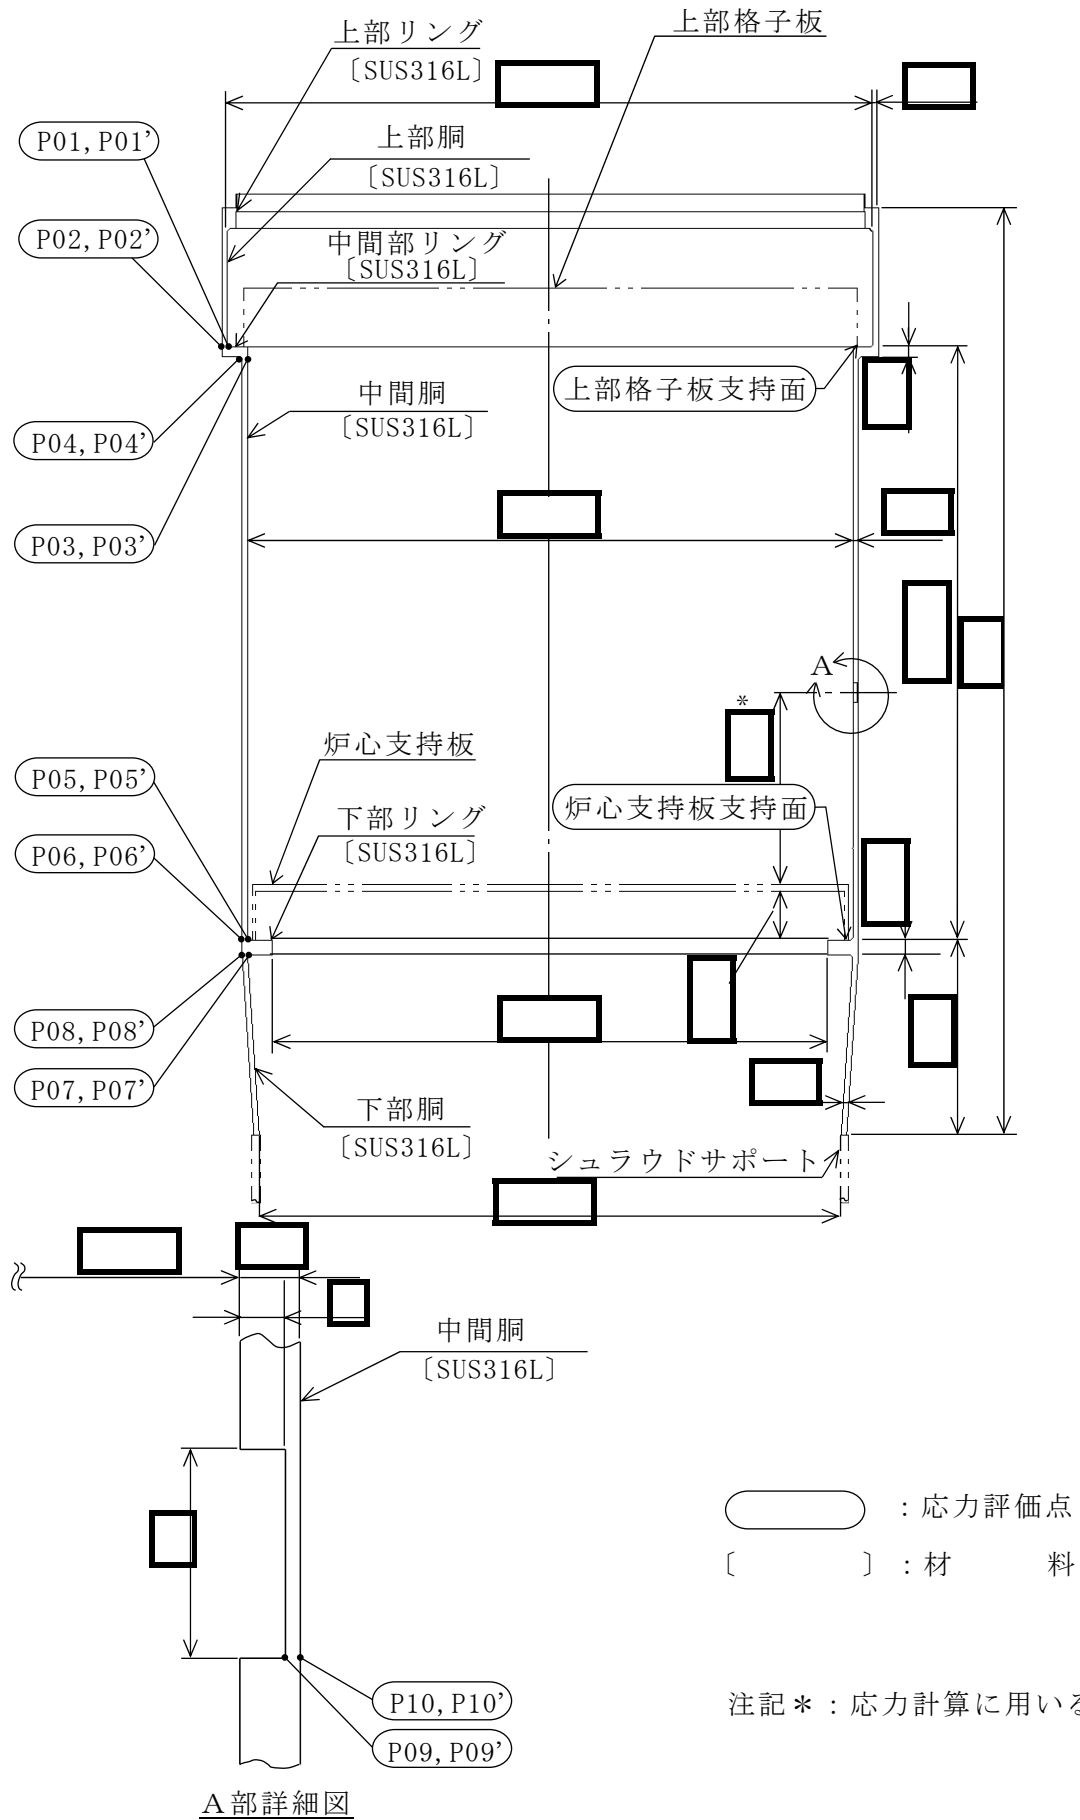 上部リング
〔SUS316L〕
上部格子板
P01, P01’
上部胴
〔SUS316L〕
P02, P02’
中間部リング
〔SUS316L〕
中間胴
〔SUS316L〕
上部格子板支持面
P04, P04’
P03, P03’
A
*
炉心支持板
P05, P05’
下部リング
〔SUS316L〕
炉心支持板支持面
P06, P06’
P08, P08’
P07, P07’
下部胴
〔SUS316L〕
シュラウドサポート
中間胴
〔SUS316L〕
：応力評価点
〔　　　〕：材　　料
P10, P10’
P09, P09’
注記＊：応力計算に用いる
A部詳細図